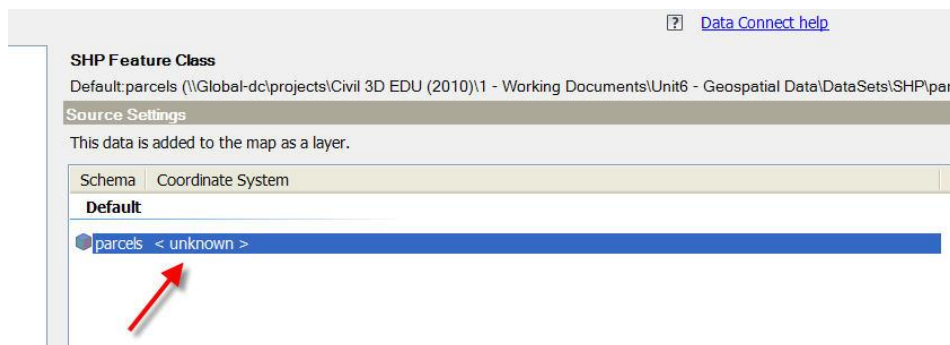 ? Data Connect help
SHP Feature Class
Default:parcels (\\Global-dc\projects\Civil 3D EDU (2010)\1 - Working Documents\Unit6 - Geospatial Data\DataSets\SHP\par
Source Settings
This data is added to the map as a layer.
Schema Coordinate System
Default
parcels < unknown >